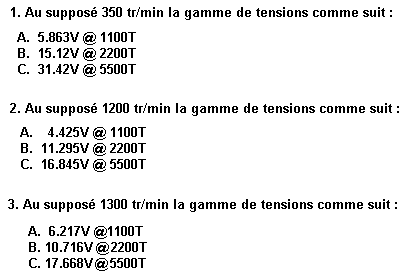 1. Au supposé 350 tr/min la gamme de tensions comme suit :
A. 5.863V @ 1100T
B. 15.12V @ 2200T
C. 31.42V @ 5500T
2. Au supposé 1200 tr/min la gamme de tensions comme suit :
A. 4.425V @ 1100T
B. 11.295V @ 2200T
C. 16.845V @ 5500T
3. Au supposé 1300 tr/min la gamme de tensions comme suit :
A. 6.217V @1100T
B. 10.716V @2200T
C. 17.668V @5500T